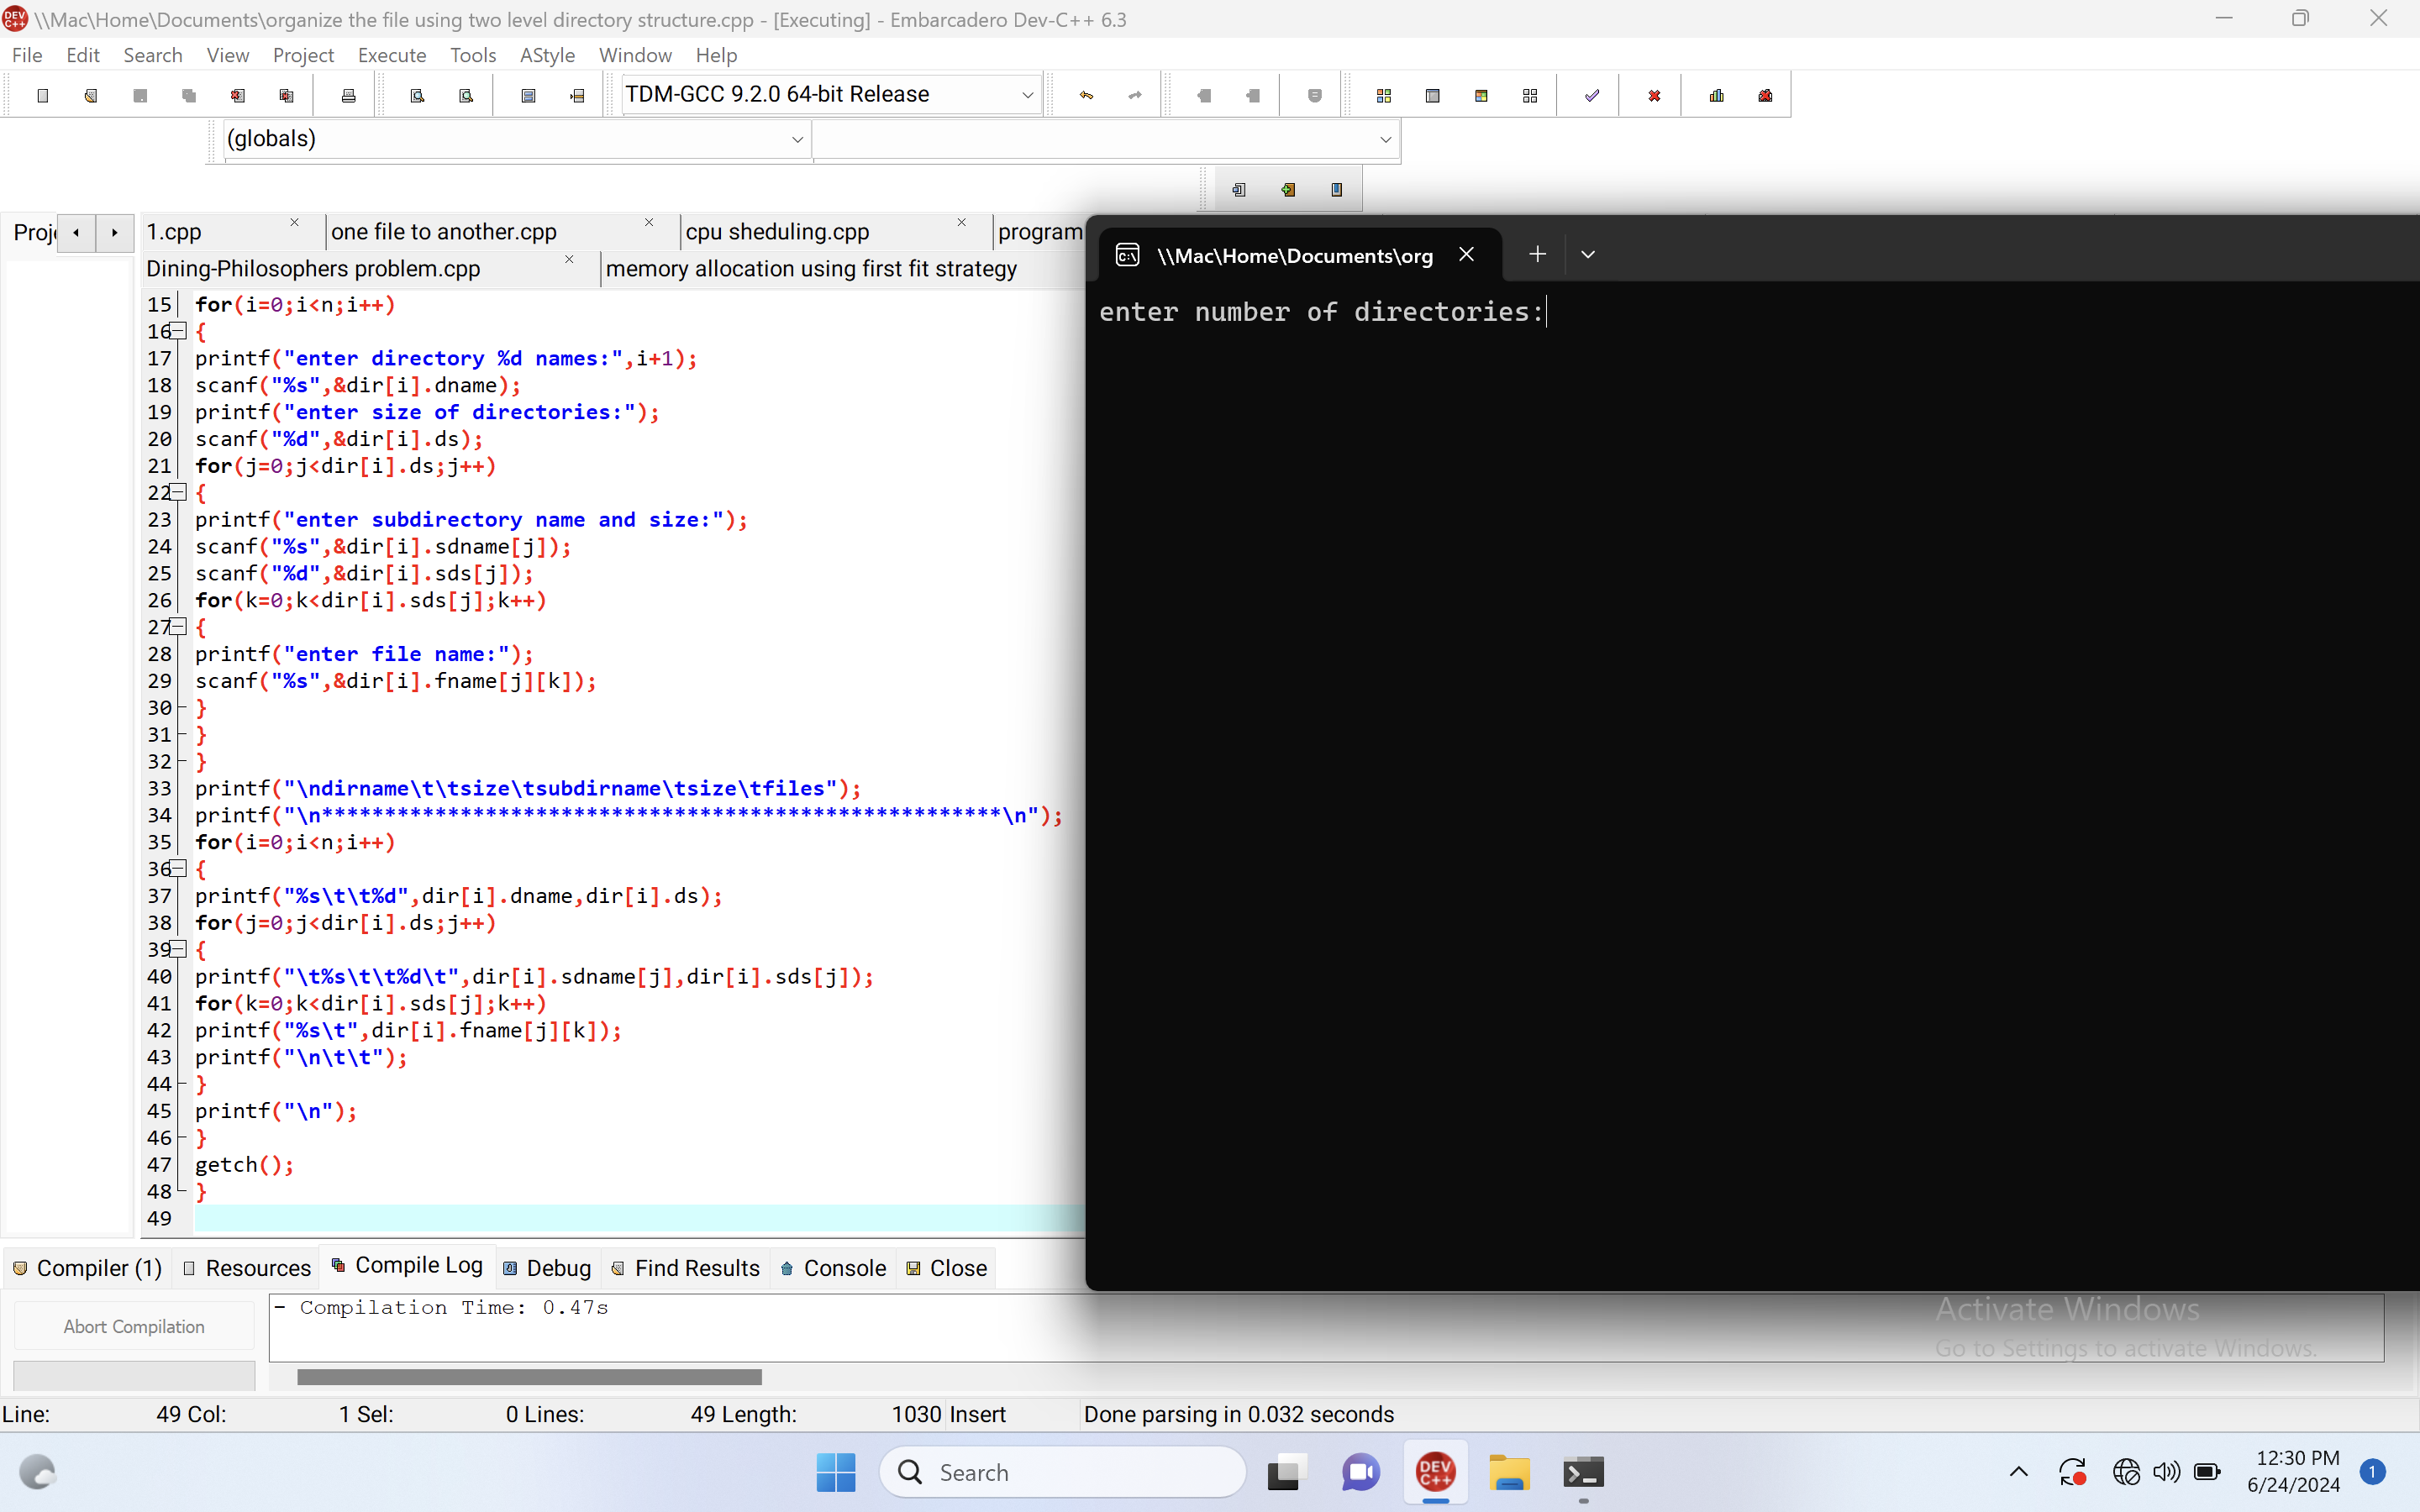 DEV C++ \\Mac\Home\Documents\organize the file using two level directory structure.cpp - [Executing] - Embarcadero Dev-C++ 6.3
File Edit Search View Project Execute Tools AStyle Window Help
TDM-GCC 9.2.0 64-bit Release
(globals)
Proj 1.cpp one file to another.cpp cpu sheduling.cpp program
Dining-Philosophers problem.cpp memory allocation using first fit strategy
\\Mac\Home\Documents\org
enter number of directories:
15 for(i=0;i<n;i++)
16 {
17 printf("enter directory %d names:",i+1);
18 scanf("%s",&dir[i].dname);
19 printf("enter size of directories:");
20 scanf("%d",&dir[i].ds);
21 for(j=0;j<dir[i].ds;j++)
22 {
23 printf("enter subdirectory name and size:");
24 scanf("%s",&dir[i].sdname[j]);
25 scanf("%d",&dir[i].sds[j]);
26 for(k=0;k<dir[i].sds[j];k++)
27 {
28 printf("enter file name:");
29 scanf("%s",&dir[i].fname[j][k]);
30 }
31 }
32 }
33 printf("\ndirname\t\tsize\tsubdirname\tsize\tfiles");
34 printf("\n******************************************************\n");
35 for(i=0;i<n;i++)
36 {
37 printf("%s\t\t%d",dir[i].dname,dir[i].ds);
38 for(j=0;j<dir[i].ds;j++)
39 {
40 printf("\t%s\t\t%d\t",dir[i].sdname[j],dir[i].sds[j]);
41 for(k=0;k<dir[i].sds[j];k++)
42 printf("%s\t",dir[i].fname[j][k]);
43 printf("\n\t\t");
44 }
45 printf("\n");
46 }
47 getch();
48 }
49
Compiler (1) Resources Compile Log Debug Find Results Console Close
Abort Compilation
- Compilation Time: 0.47s
Activate Windows
Go to Settings to activate Windows.
Line: 49 Col: 1 Sel: 0 Lines: 49 Length: 1030 Insert Done parsing in 0.032 seconds
Search
DEV C++
12:30 PM
6/24/2024
1